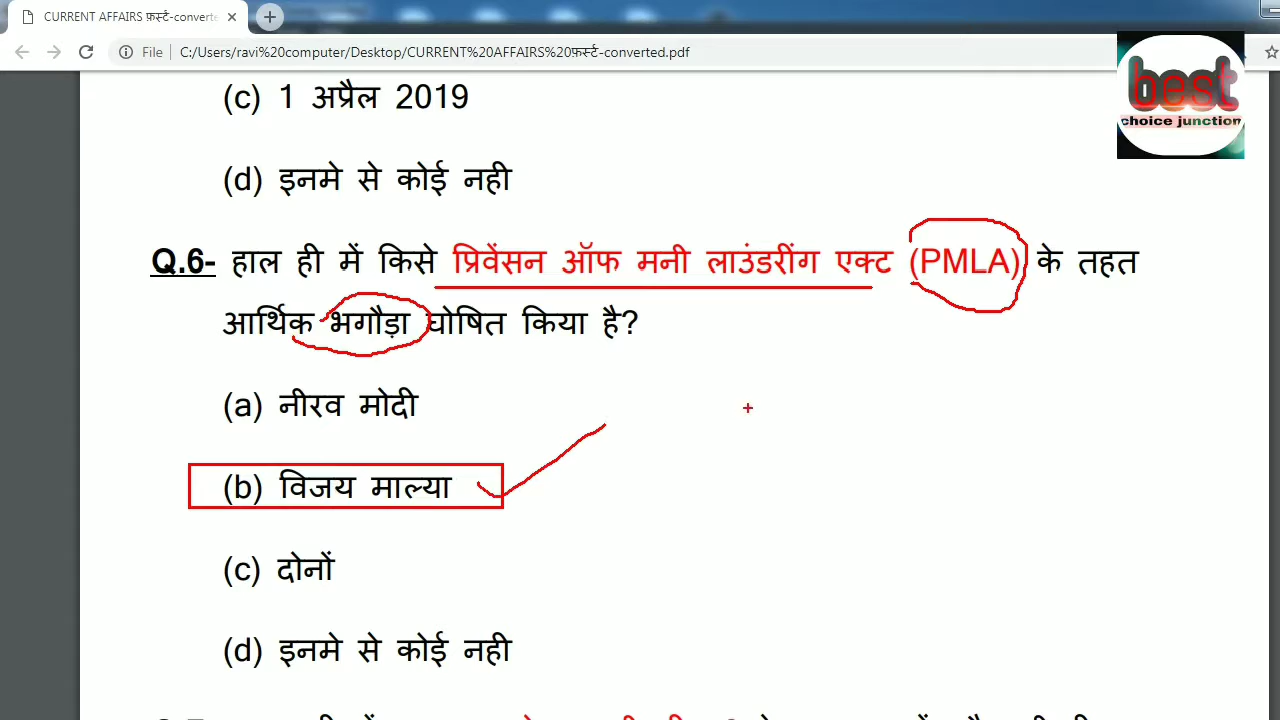 CURRENT AFFAIRS फ़र्स्ट-converte
File
C:/Users/ravi%20computer/Desktop/CURRENT%20AFFAIRS%20फ़र्स्ट-converted.pdf
best
choice junction
(c) 1 अप्रैल 2019
(d) इनमे से कोई नही
Q.6- हाल ही में किसे प्रिवेंसन ऑफ मनी लाउंडरींग एक्ट (PMLA) के तहत
आर्थिक भगौड़ा घोषित किया है?
(a) नीरव मोदी
(b) विजय माल्या
(c) दोनों
(d) इनमे से कोई नही